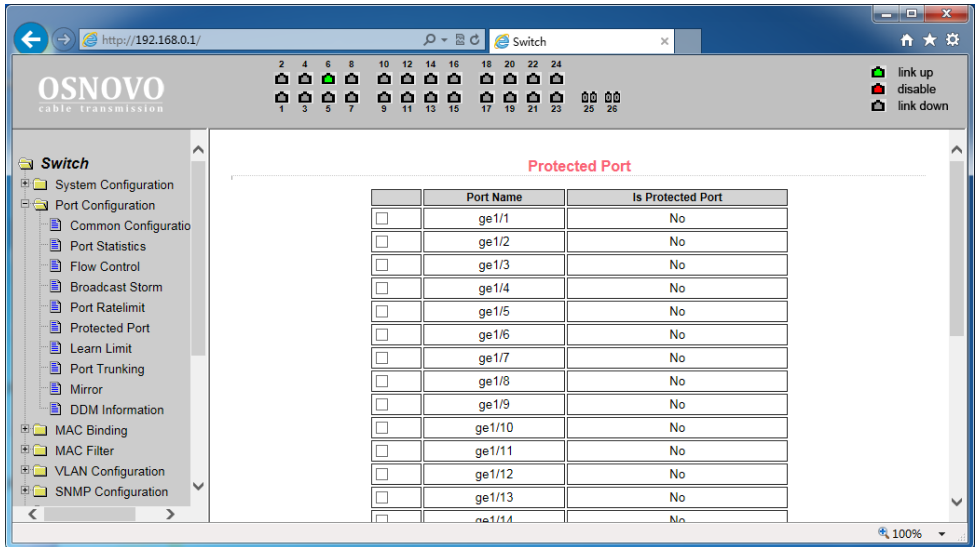 http://192.168.0.1/
Switch
OSNOVO
cable transmission
2 4 6 8 10 12 14 16 18 20 22 24
1 3 5 7 9 11 13 15 17 19 21 23 25 26
link up
disable
link down
Switch
System Configuration
Port Configuration
Common Configuratio
Port Statistics
Flow Control
Broadcast Storm
Port Ratelimit
Protected Port
Learn Limit
Port Trunking
Mirror
DDM Information
MAC Binding
MAC Filter
VLAN Configuration
SNMP Configuration
Protected Port
Port Name Is Protected Port
ge1/1 No
ge1/2 No
ge1/3 No
ge1/4 No
ge1/5 No
ge1/6 No
ge1/7 No
ge1/8 No
ge1/9 No
ge1/10 No
ge1/11 No
ge1/12 No
ge1/13 No
ge1/14 No
100%